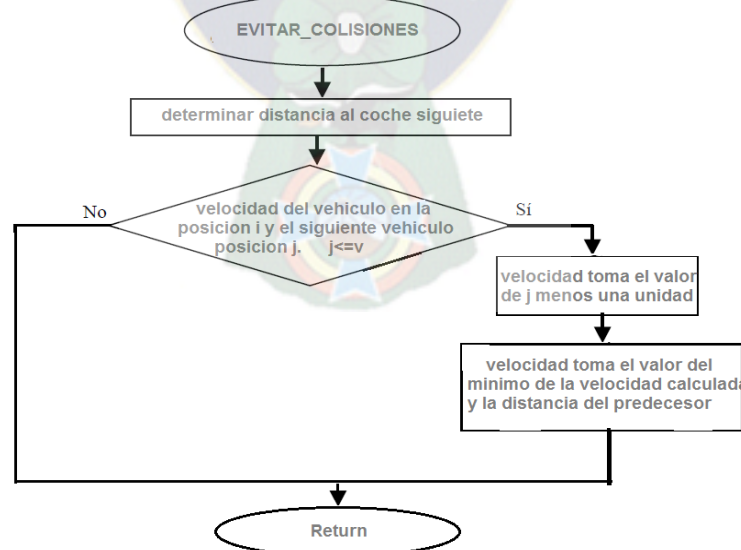 EVITAR_COLISIONES
determinar distancia al coche siguiete
No
Sí
velocidad del vehiculo en la
posicion i y el siguiente vehiculo
posicion j. j<=v
velocidad toma el valor
de j menos una unidad
velocidad toma el valor del
minimo de la velocidad calculada
y la distancia del predecesor
Return